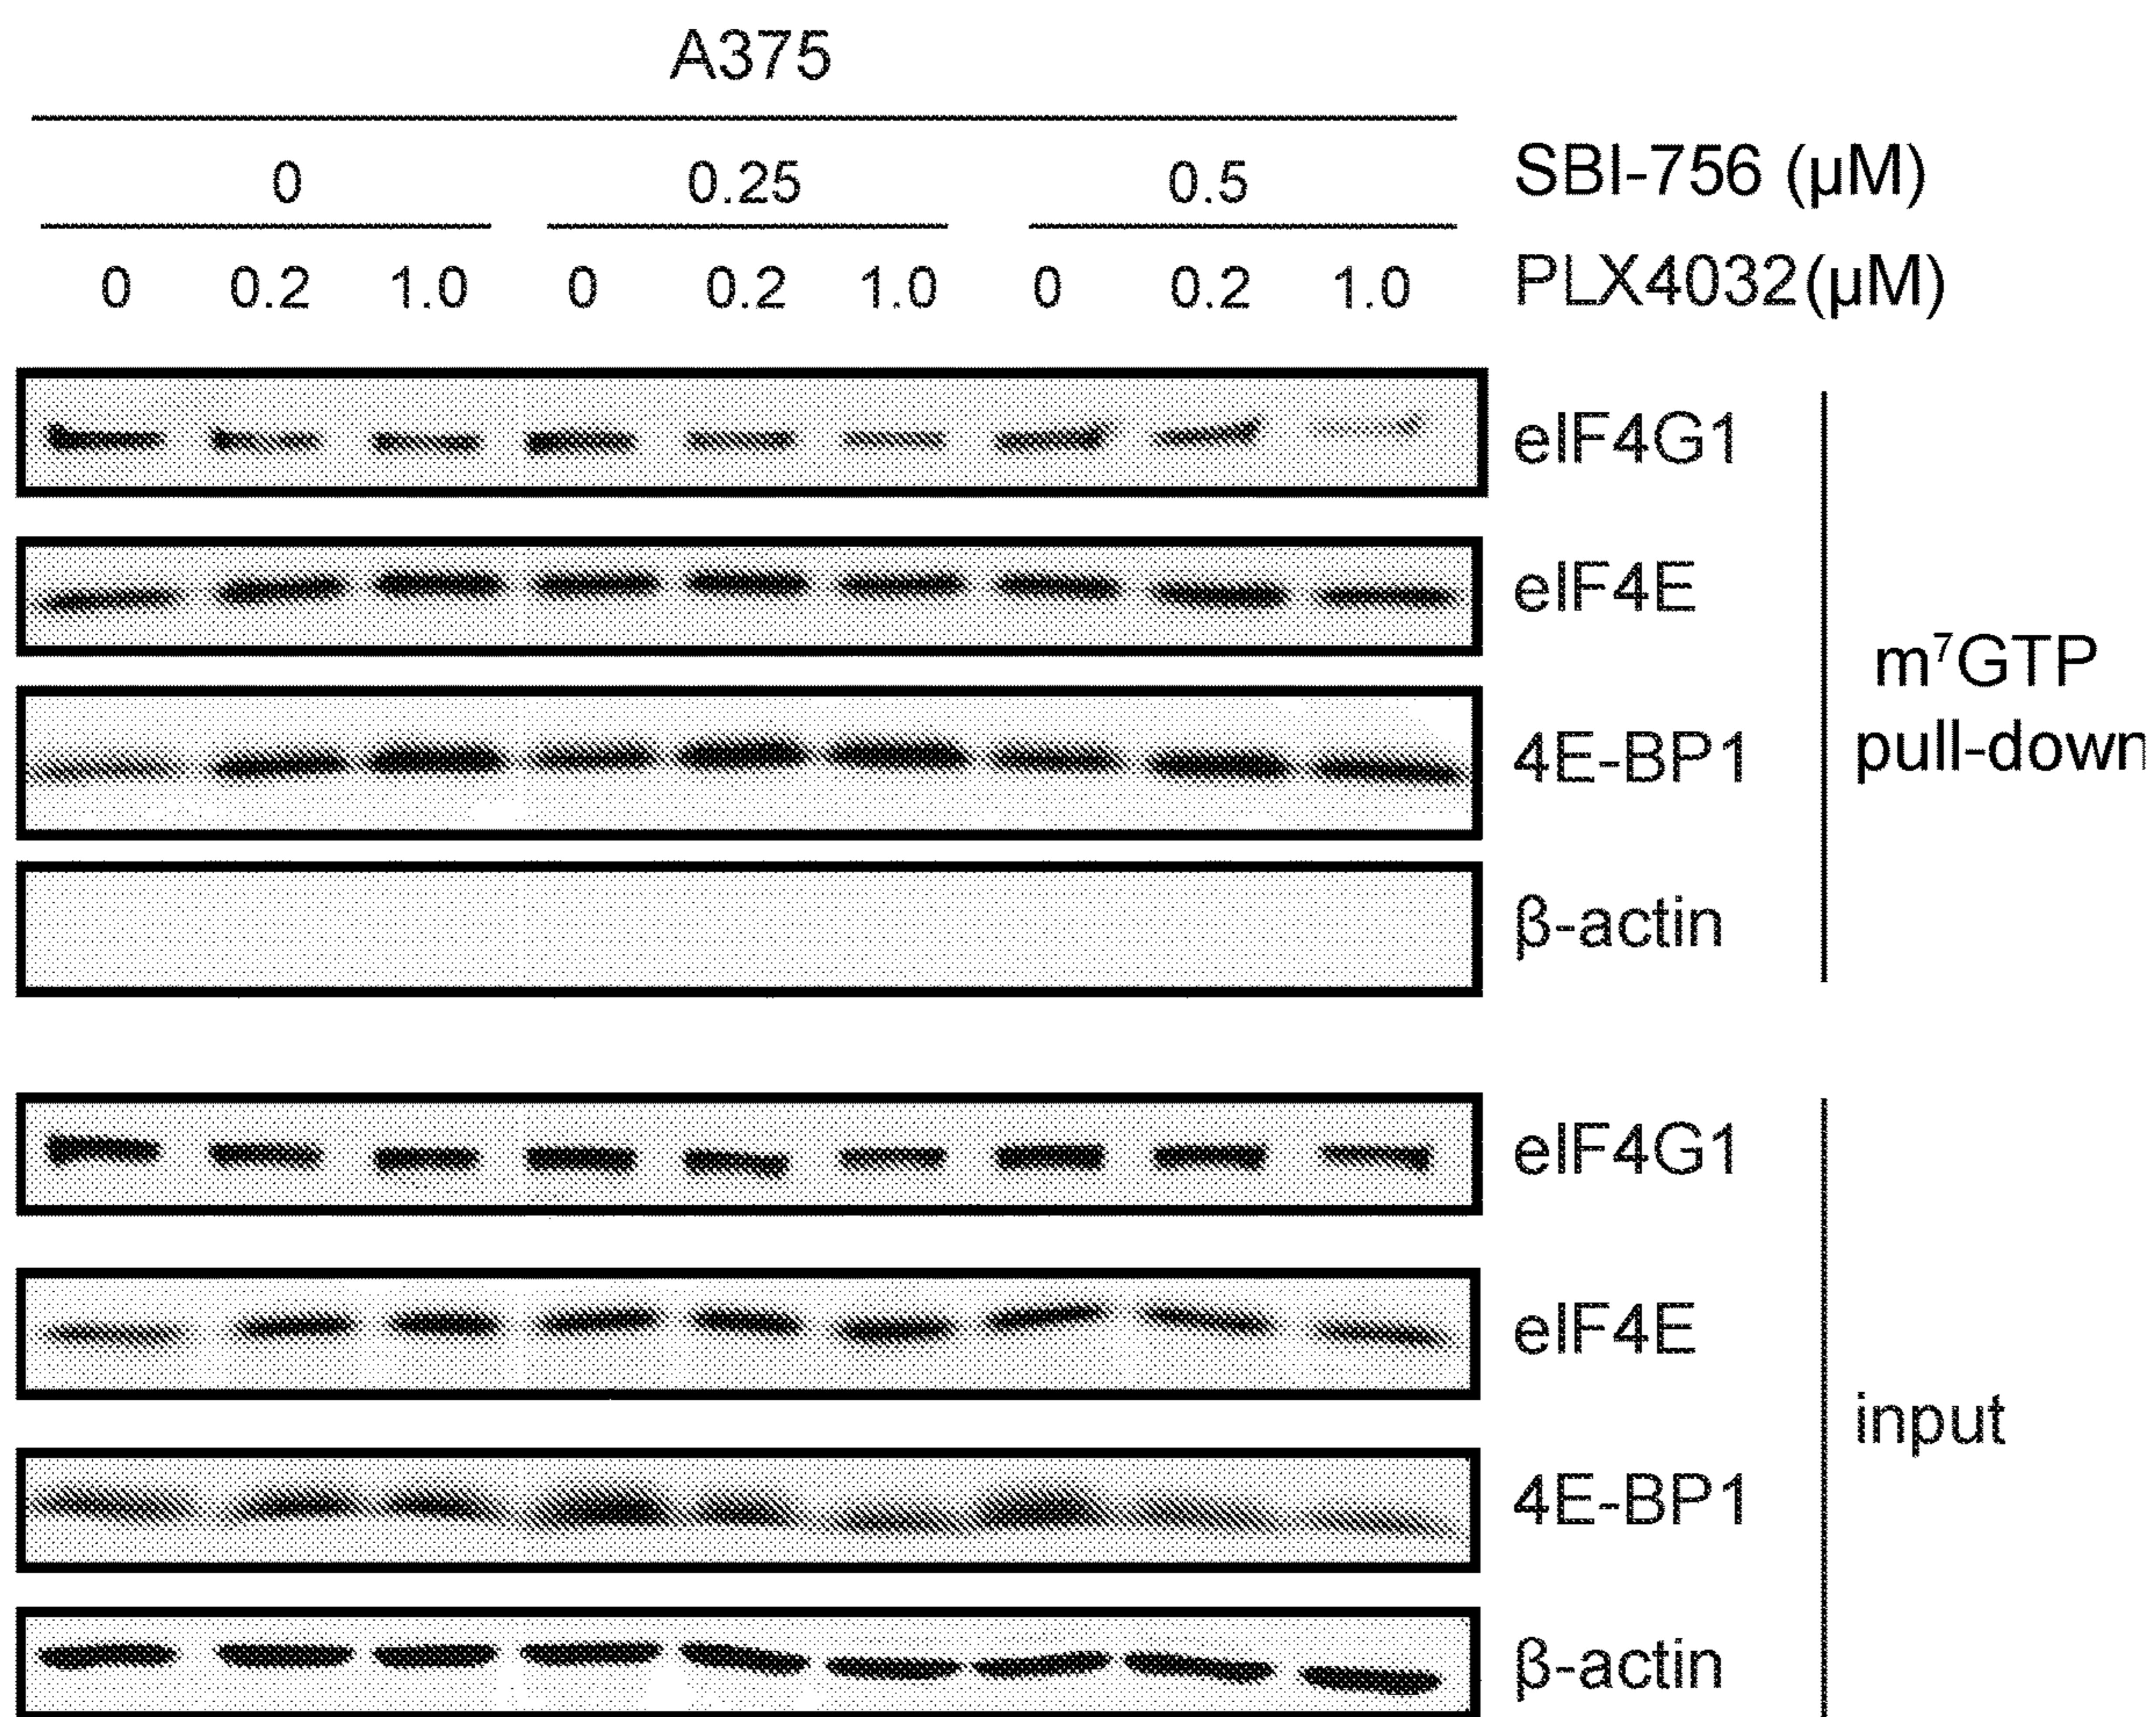 A375
0 0.25 0.5 SBI-756 (µM)
0 0.2 1.0 0 0.2 1.0 0 0.2 1.0 PLX4032(µM)
eIF4G1
eIF4E
4E-BP1
β-actin
m⁷GTP
pull-down
eIF4G1
eIF4E
4E-BP1
β-actin
input